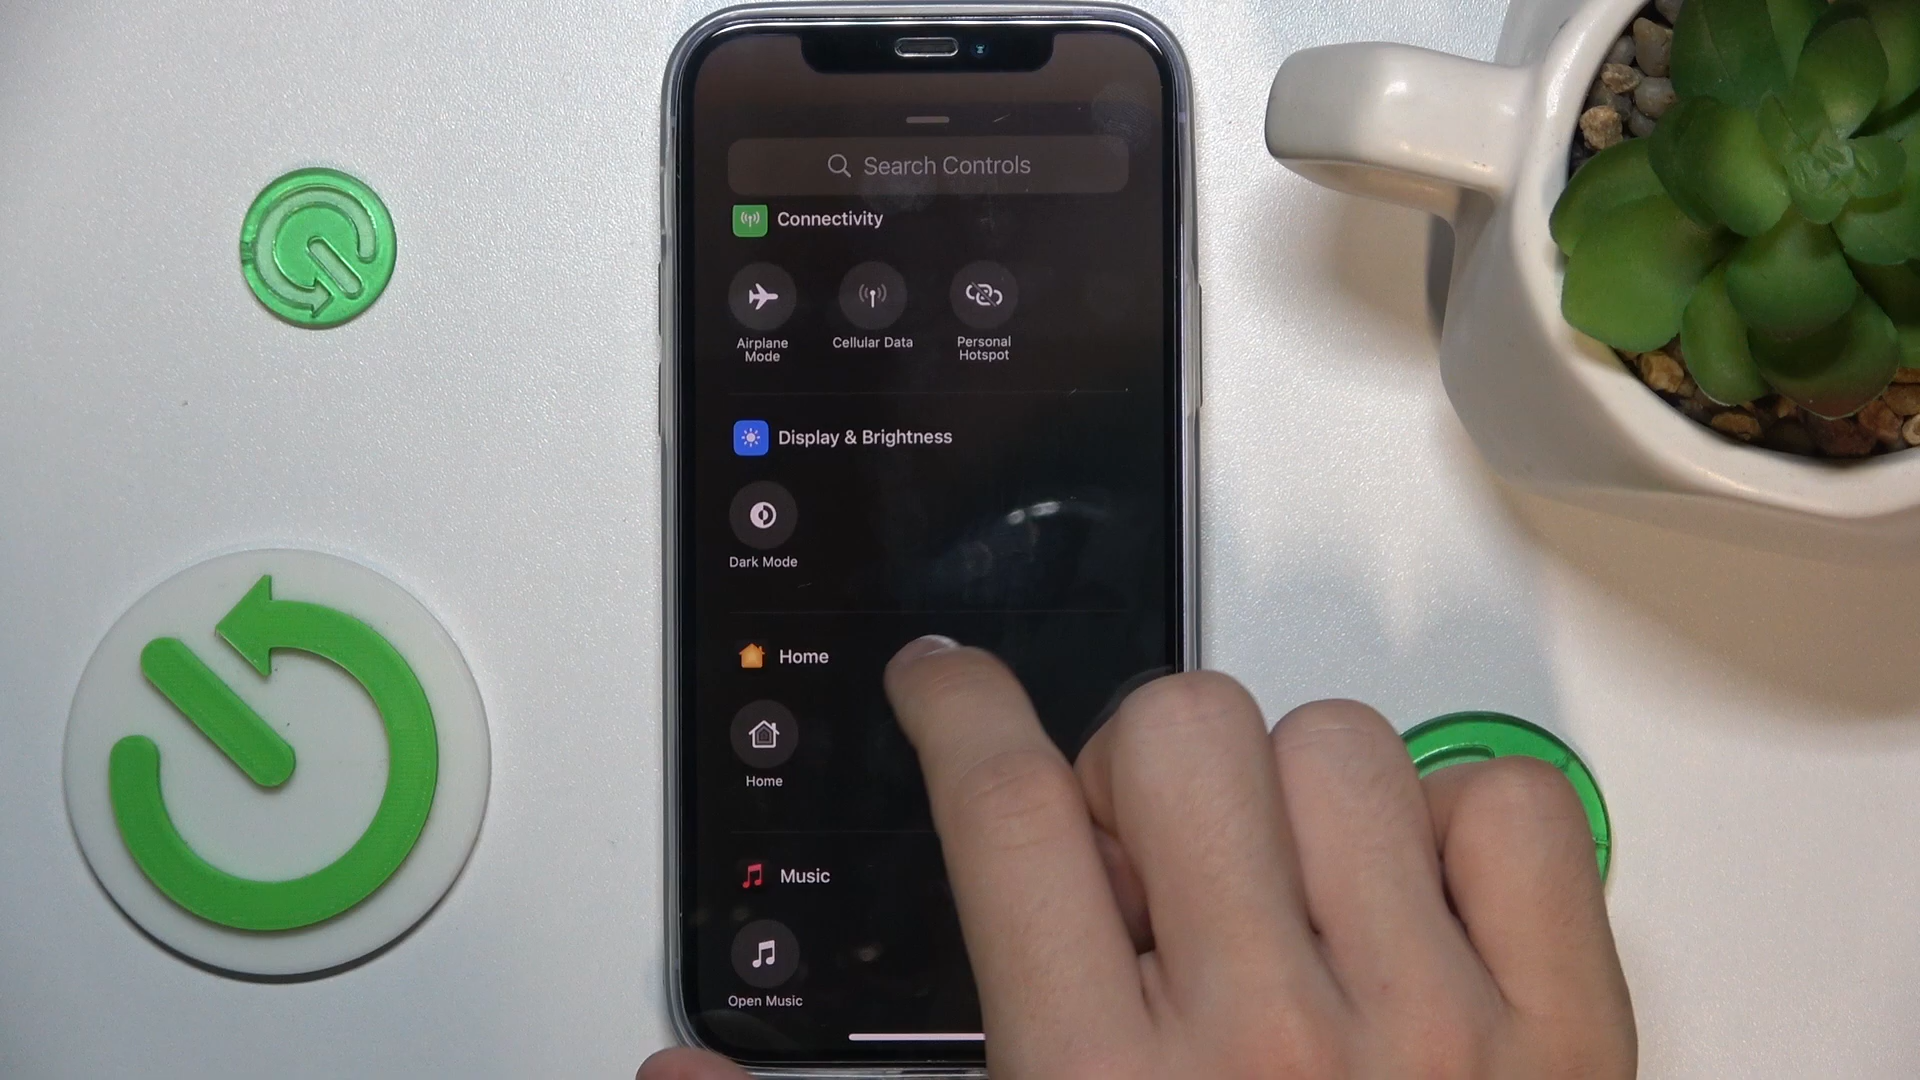 Search Controls
Connectivity
Airplane
Mode
Cellular Data
Personal
Hotspot
Display & Brightness
Dark Mode
Home
Home
Music
Open Music